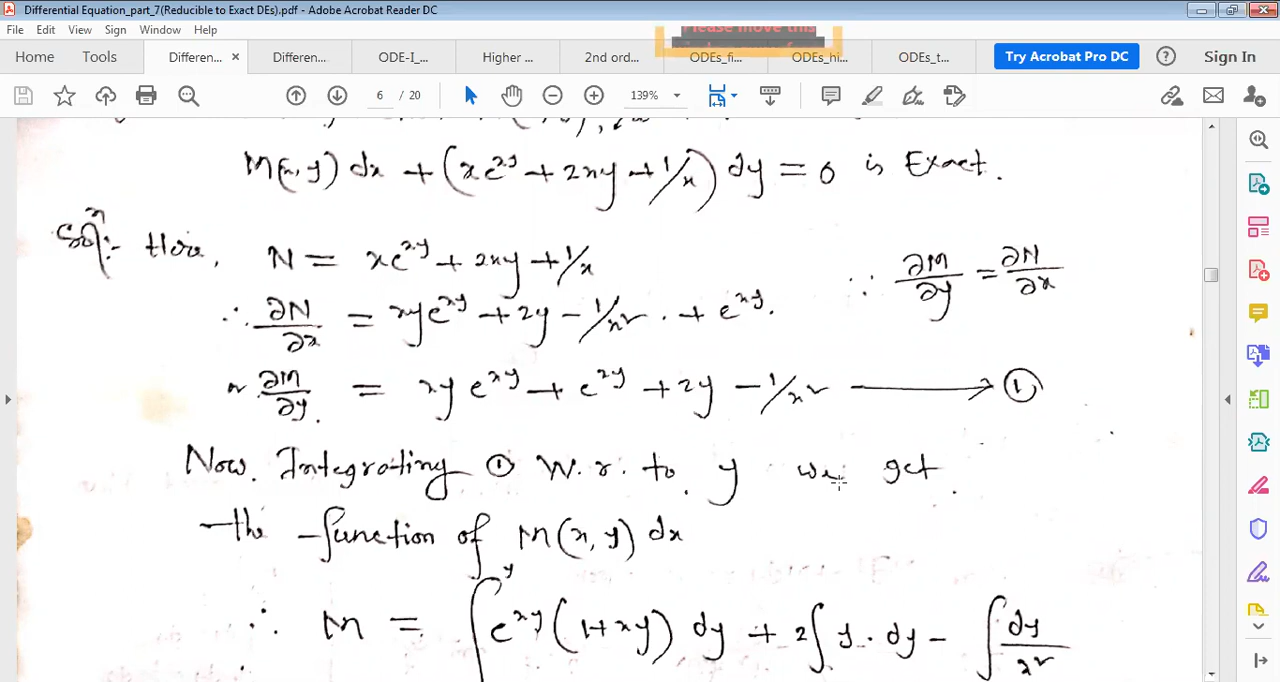 Differential Equation_part_7(Reducible to Exact DEs).pdf - Adobe Acrobat Reader DC
File Edit View Sign Window Help
Please move this
Home Tools Differen... × Differen... ODE-I_... Higher ... 2nd ord... ODEs_fi... ODEs_hi... ODEs_t... Try Acrobat Pro DC Sign In
6 / 20 139%
M(x, y) dx + (xe^{xy} + 2xy + 1/x) dy = 0 is Exact.
Solⁿ:- Here, N = xe^{xy} + 2xy + 1/x
∵ ∂M/∂y = ∂N/∂x
∴ ∂N/∂x = xye^{xy} + 2y - 1/x² . + e^{xy}.
∂M/∂y = xy e^{xy} + e^{xy} + 2y - 1/x² ⟶ ①
Now. Integrating ① W. r. to y we get
the function of M(x, y) dx
∴ M = ∫^y e^{xy} (1+xy) dy + 2∫y. dy - ∫dy/x²